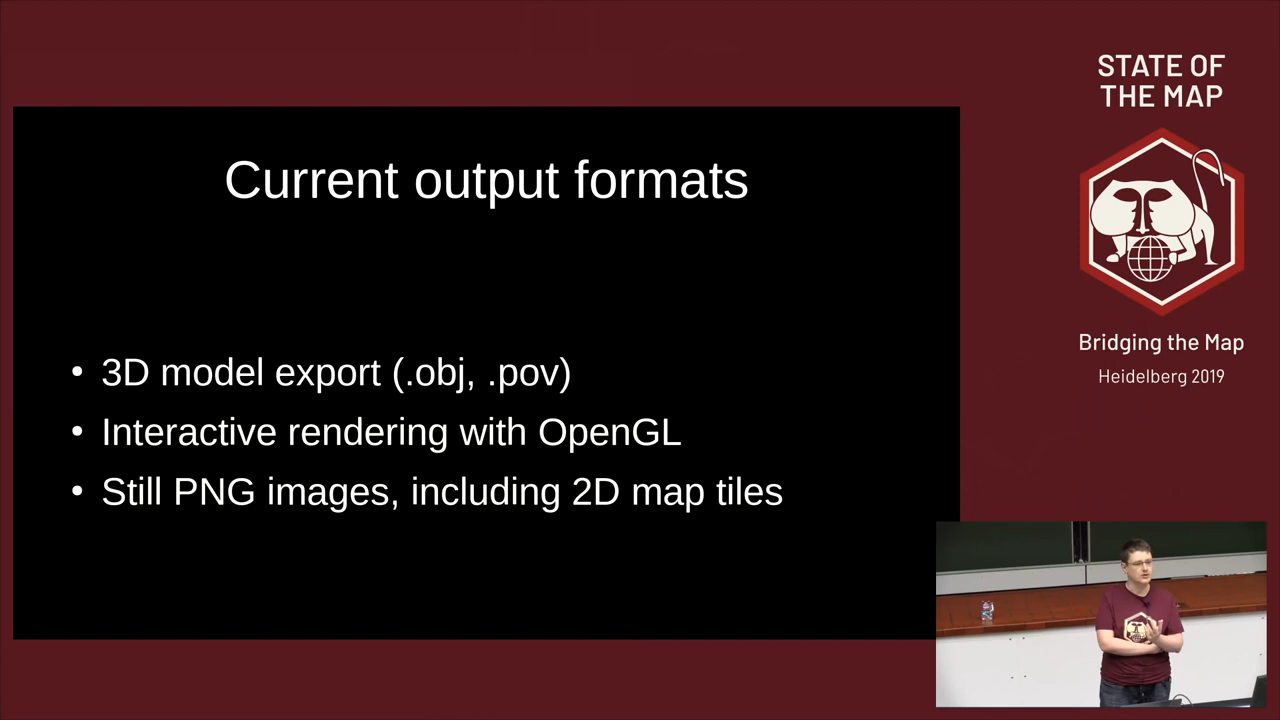 STATE OF
THE MAP
Current output formats
• 3D model export (.obj, .pov)
• Interactive rendering with OpenGL
• Still PNG images, including 2D map tiles
Bridging the Map
Heidelberg 2019